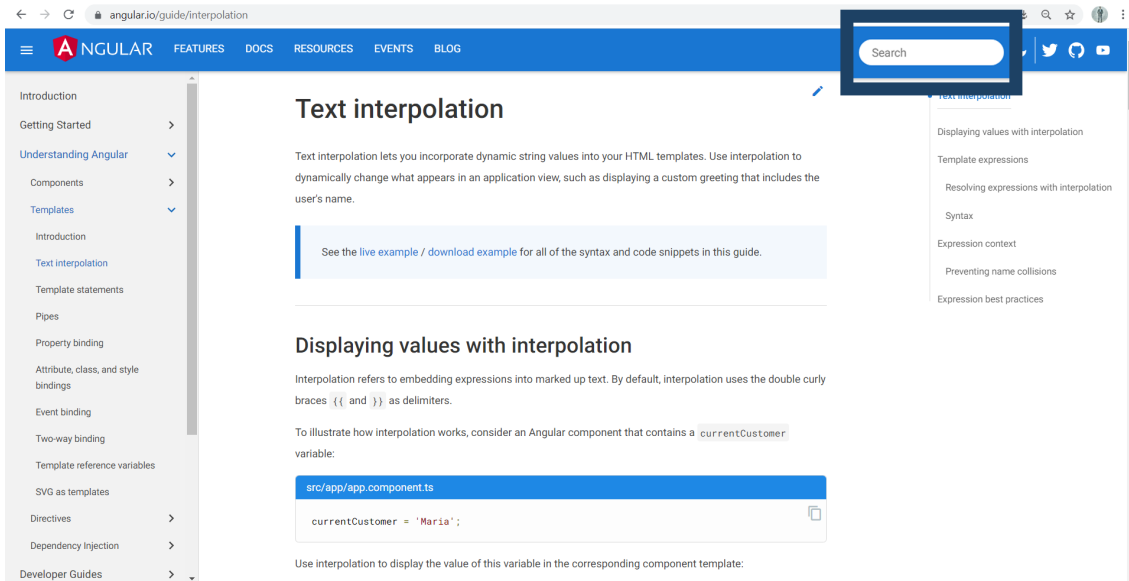 angular.io/guide/interpolation
ANGULAR FEATURES DOCS RESOURCES EVENTS BLOG Search
Introduction
Getting Started
Understanding Angular
Components
Templates
Introduction
Text interpolation
Template statements
Pipes
Property binding
Attribute, class, and style
bindings
Event binding
Two-way binding
Template reference variables
SVG as templates
Directives
Dependency Injection
Developer Guides
Text interpolation
Text interpolation lets you incorporate dynamic string values into your HTML templates. Use interpolation to
dynamically change what appears in an application view, such as displaying a custom greeting that includes the
user's name.
See the live example / download example for all of the syntax and code snippets in this guide.
Displaying values with interpolation
Interpolation refers to embedding expressions into marked up text. By default, interpolation uses the double curly
braces {{ and }} as delimiters.
To illustrate how interpolation works, consider an Angular component that contains a currentCustomer
variable:
src/app/app.component.ts
currentCustomer = 'Maria';
Use interpolation to display the value of this variable in the corresponding component template:
Text interpolation
Displaying values with interpolation
Template expressions
Resolving expressions with interpolation
Syntax
Expression context
Preventing name collisions
Expression best practices